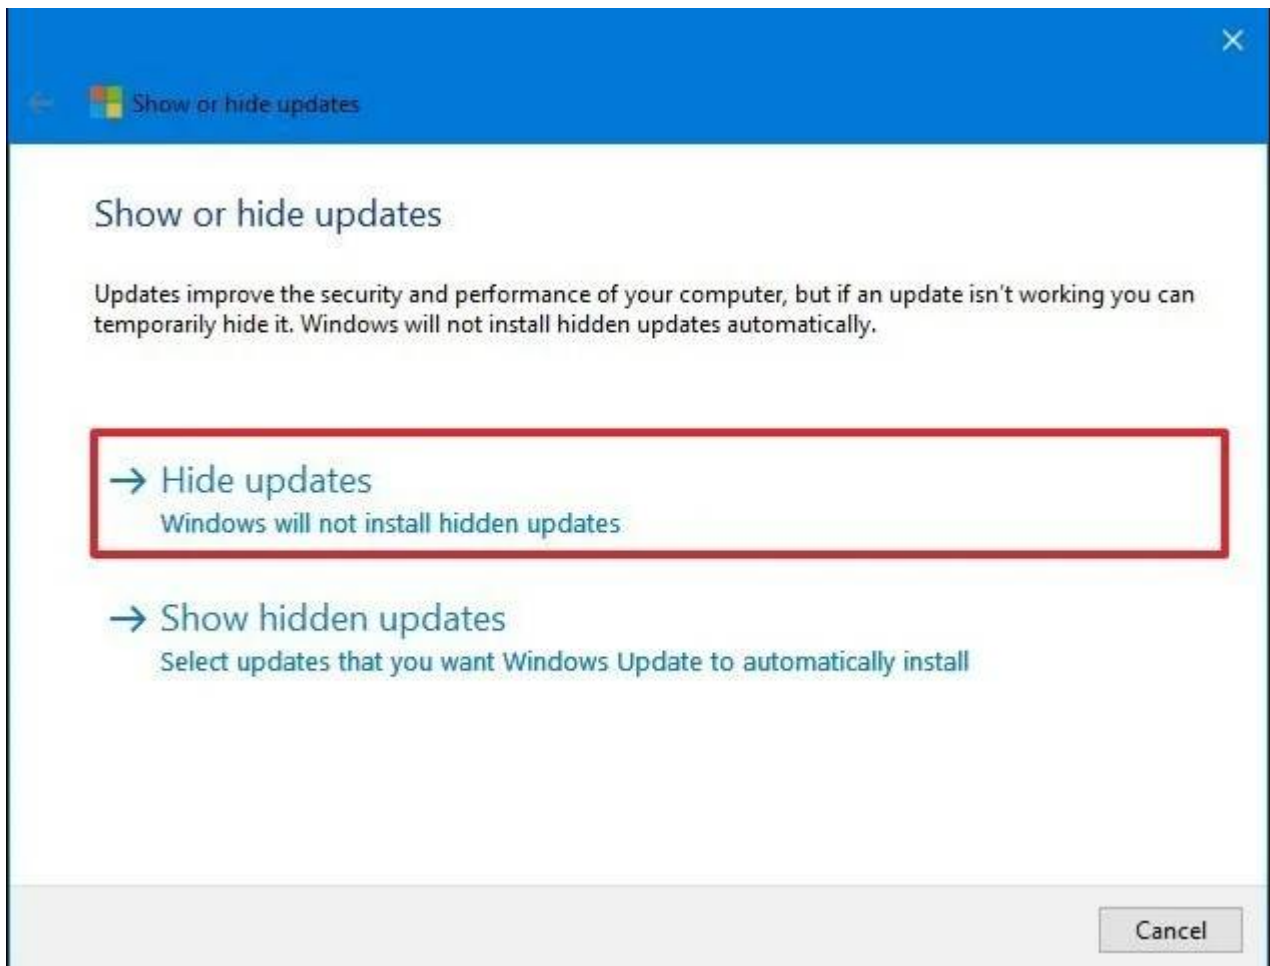 Show or hide updates
Show or hide updates
Updates improve the security and performance of your computer, but if an update isn't working you can
temporarily hide it. Windows will not install hidden updates automatically.
Hide updates
Windows will not install hidden updates
Show hidden updates
Select updates that you want Windows Update to automatically install
Cancel